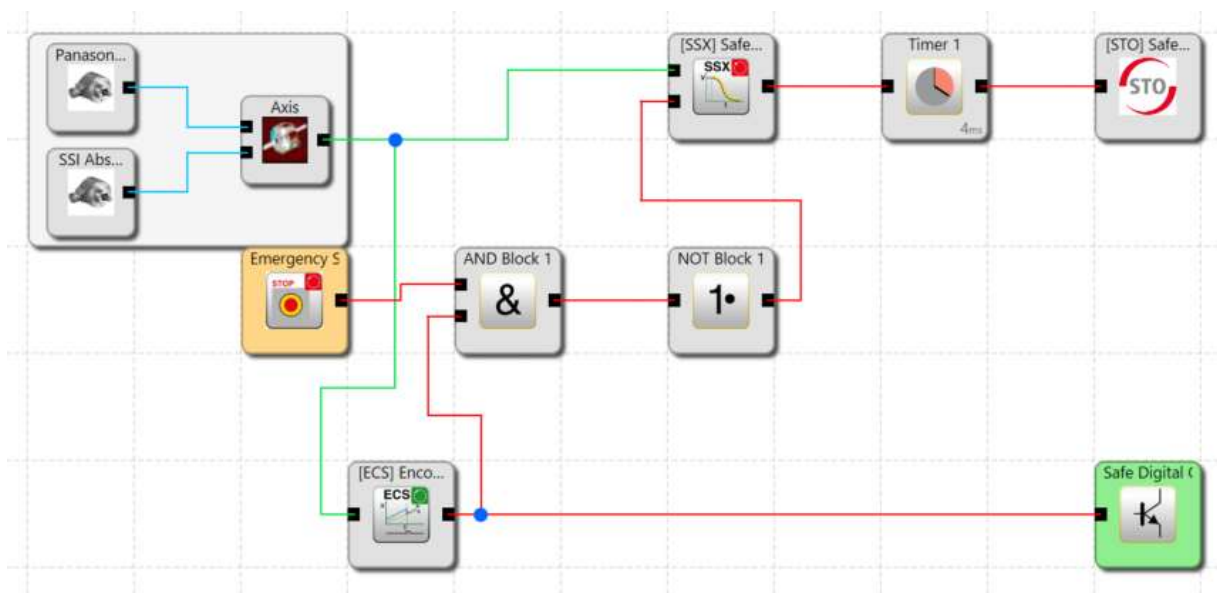 Panason...
SSI Abs...
Axis
[SSX] Safe...
SSX
V
t
Timer 1
4ms
[STO] Safe...
STO
Emergency S
STOP
AND Block 1
&
NOT Block 1
1
[ECS] Enco...
ECS
Safe Digital (